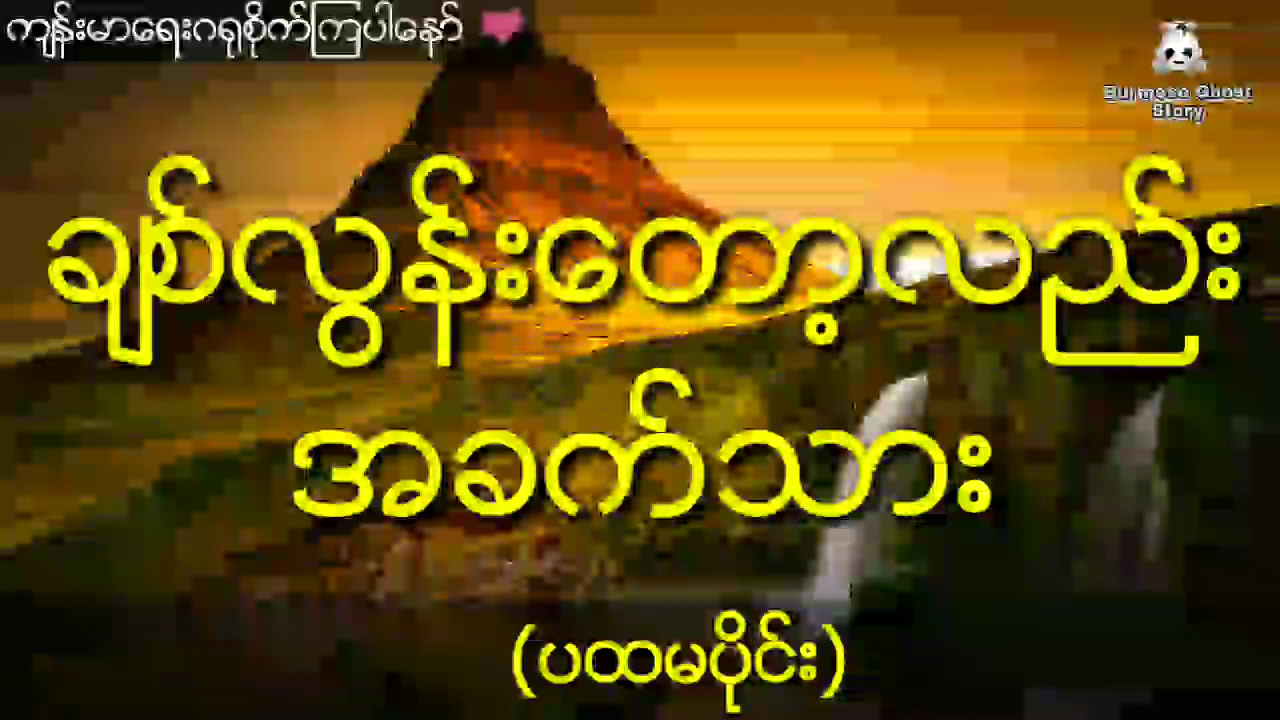 ကျန်းမာရေးဂရုစိုက်ကြပါနော်
Burmese Ghost
Story
ချစ်လွန်းတော့လည်း
အခက်သား
(ပထမပိုင်း)